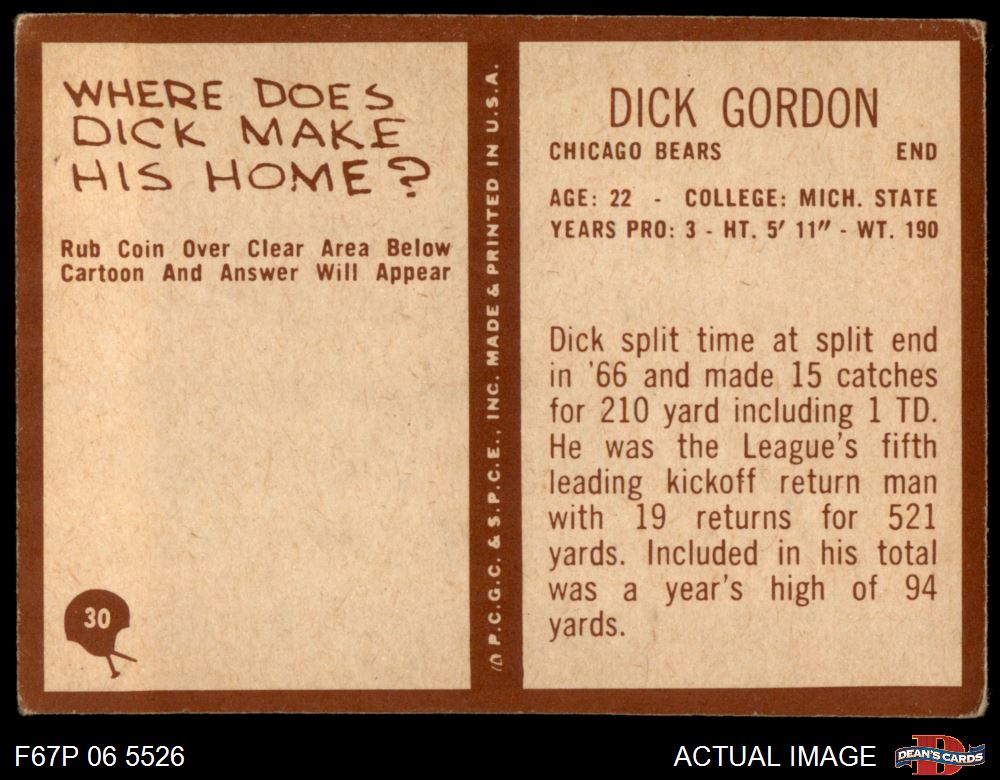 WHERE DOES
DICK MAKE
HIS HOME?
Rub Coin Over Clear Area Below
Cartoon And Answer Will Appear
30
© P.C.G.C. & S.P.C.E., INC. MADE & PRINTED IN U.S.A.
DICK GORDON
CHICAGO BEARS END
AGE: 22 - COLLEGE: MICH. STATE
YEARS PRO: 3 - HT. 5' 11" - WT. 190
Dick split time at split end
in '66 and made 15 catches
for 210 yard including 1 TD.
He was the League's fifth
leading kickoff return man
with 19 returns for 521
yards. Included in his total
was a year's high of 94
yards.
F67P 06 5526
ACTUAL IMAGE
D
DEAN'S CARDS